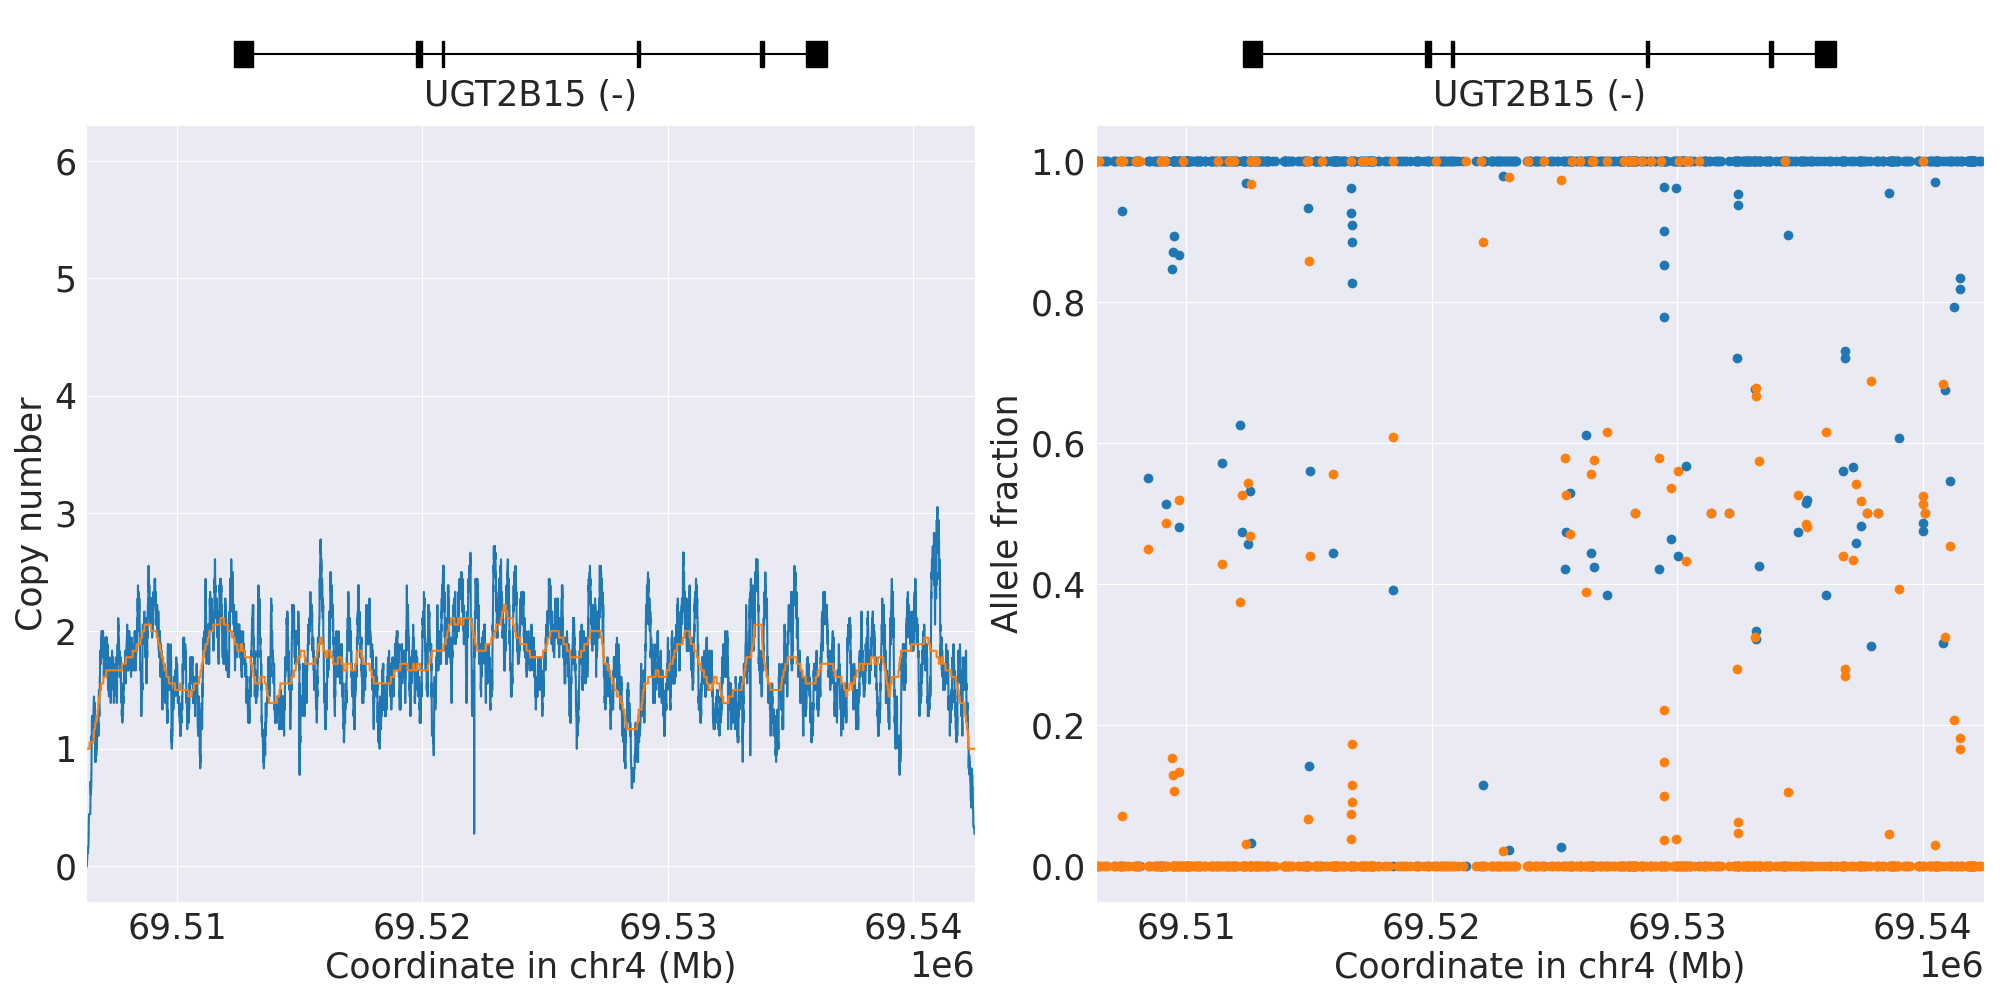 UGT2B15 (-)
6
5
4
3
2
1
0
Copy number
69.51 69.52 69.53 69.54
Coordinate in chr4 (Mb)
1e6
UGT2B15 (-)
1.0
0.8
0.6
0.4
0.2
0.0
Allele fraction
69.51 69.52 69.53 69.54
Coordinate in chr4 (Mb)
1e6